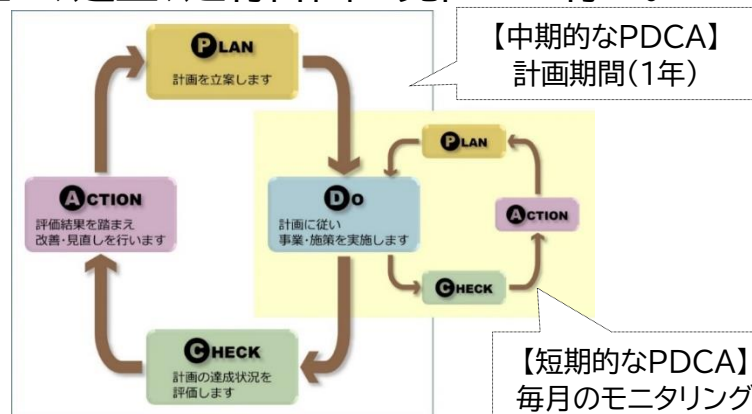 【中期的なPDCA】
計画期間(1年)
PLAN
計画を立案します
PLAN
ACTION
評価結果を踏まえ
改善・見直しを行います
DO
計画に従い
事業・施策を実施します
ACTION
CHECK
CHECK
計画の達成状況を
評価します
【短期的なPDCA】
毎月のモニタリング